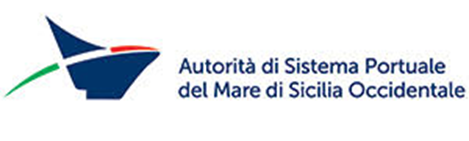 Autorità di Sistema Portuale
del Mare di Sicilia Occidentale